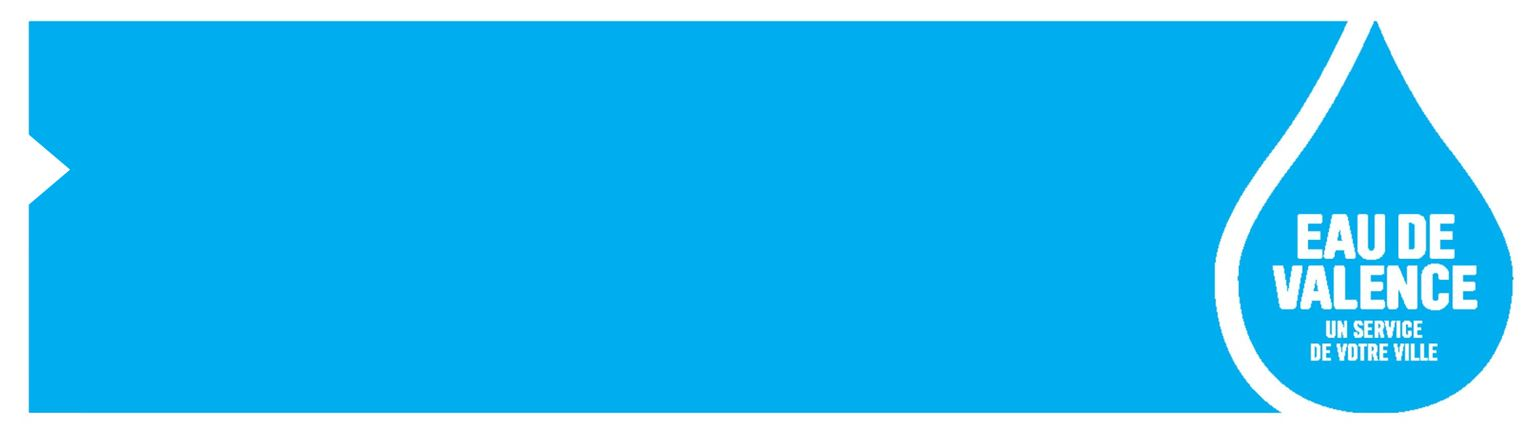 EAU DE
VALENCE
UN SERVICE
DE VOTRE VILLE